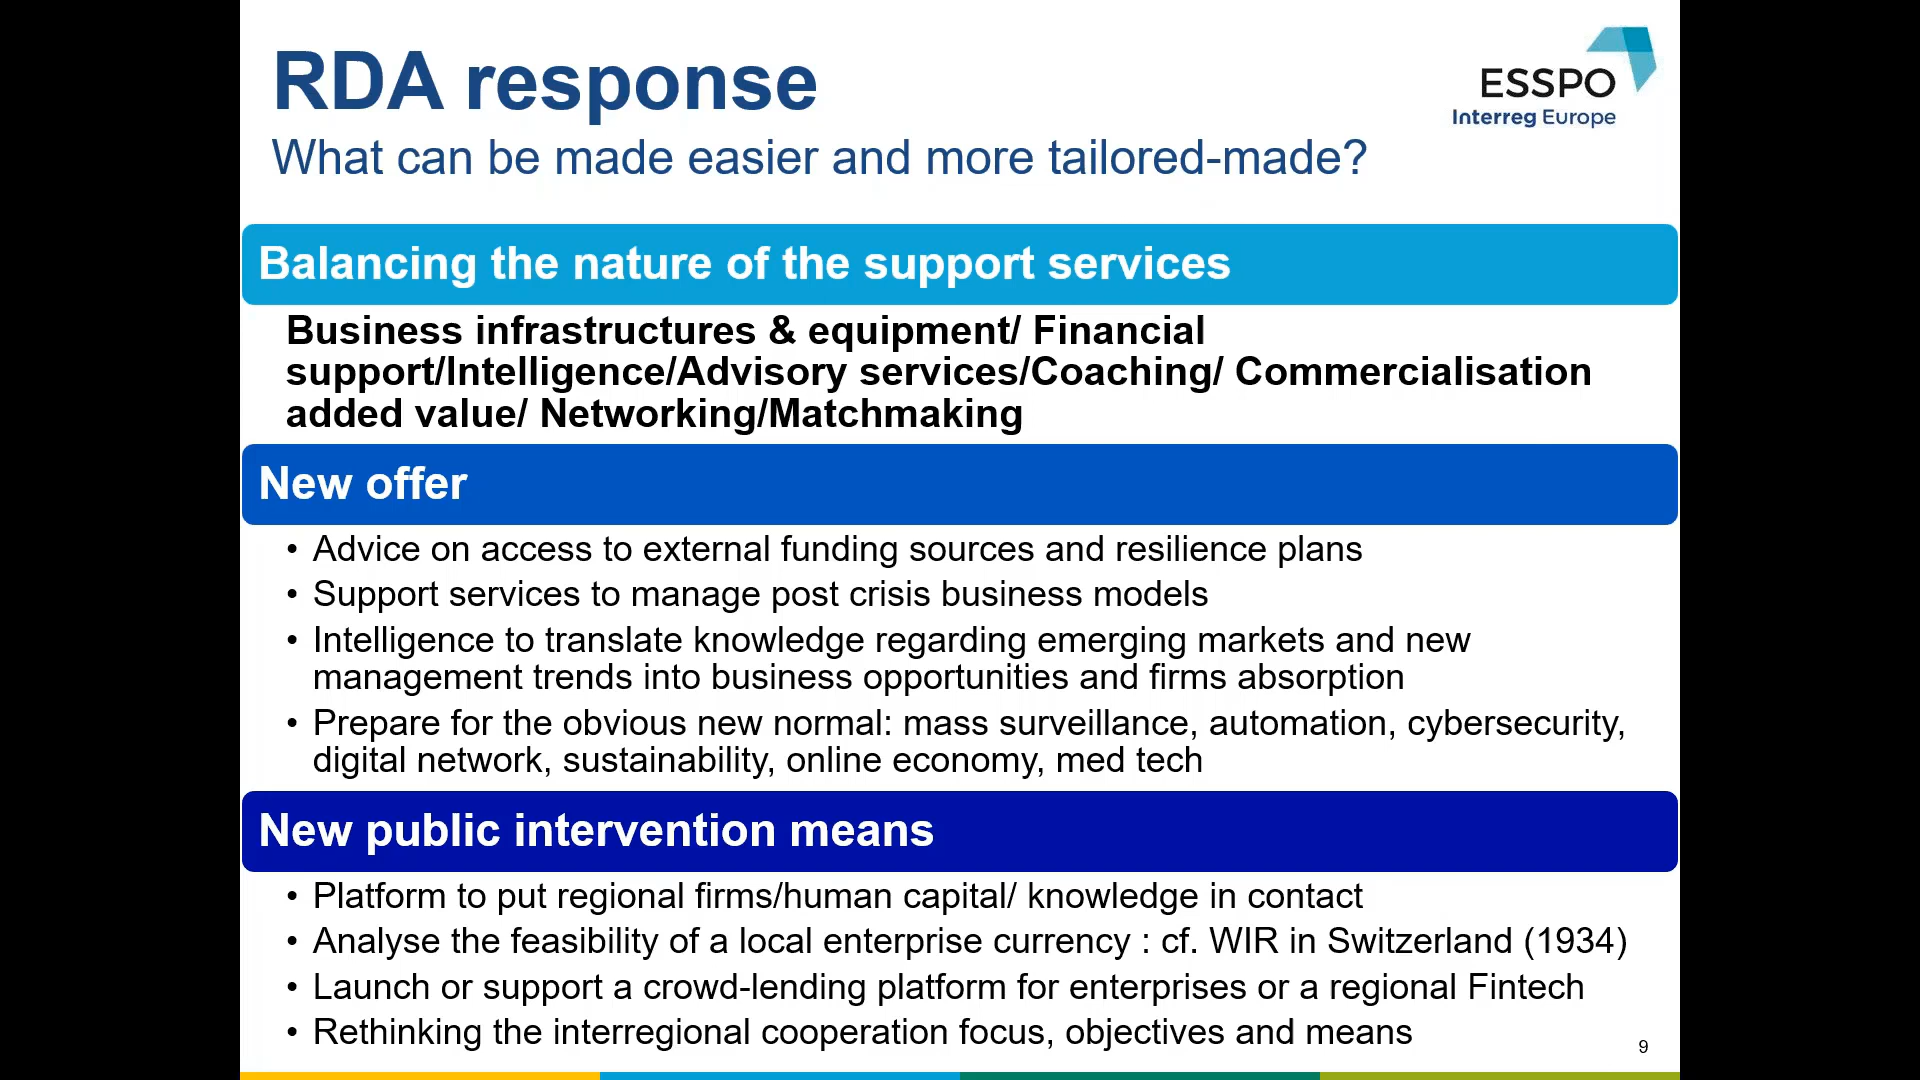 RDA response
ESSPO
Interreg Europe
What can be made easier and more tailored-made?
Balancing the nature of the support services
Business infrastructures & equipment/ Financial
support/Intelligence/Advisory services/Coaching/ Commercialisation
added value/ Networking/Matchmaking
New offer
• Advice on access to external funding sources and resilience plans
• Support services to manage post crisis business models
• Intelligence to translate knowledge regarding emerging markets and new
management trends into business opportunities and firms absorption
• Prepare for the obvious new normal: mass surveillance, automation, cybersecurity,
digital network, sustainability, online economy, med tech
New public intervention means
• Platform to put regional firms/human capital/ knowledge in contact
• Analyse the feasibility of a local enterprise currency : cf. WIR in Switzerland (1934)
• Launch or support a crowd-lending platform for enterprises or a regional Fintech
• Rethinking the interregional cooperation focus, objectives and means
9